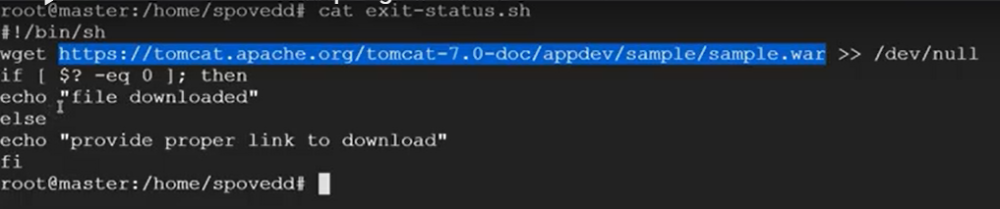 root@master:/home/spovedd# cat exit-status.sh
#!/bin/sh
wget https://tomcat.apache.org/tomcat-7.0-doc/appdev/sample/sample.war >> /dev/null
if [ $? -eq 0 ]; then
echo "file downloaded"
else
echo "provide proper link to download"
fi
root@master:/home/spovedd#